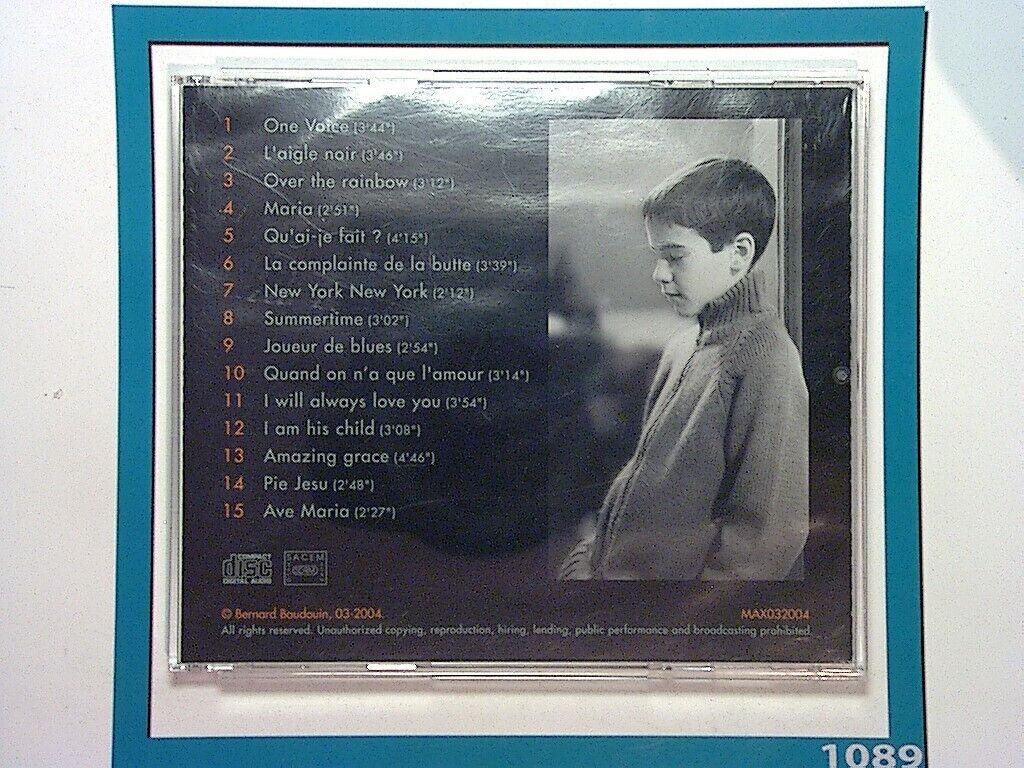 1 One Voice (3'44")
2 L'aigle noir (3'46")
3 Over the rainbow (3'12")
4 Maria (2'51")
5 Qu'ai-je fait ? (4'15")
6 La complainte de la butte (3'39")
7 New York New York (2'12")
8 Summertime (3'02")
9 Joueur de blues (2'54")
10 Quand on n'a que l'amour (3'14")
11 I will always love you (3'54")
12 I am his child (3'08")
13 Amazing grace (4'46")
14 Pie Jesu (2'48")
15 Ave Maria (2'27")
COMPACT
disc
DIGITAL AUDIO
SACEM
© Bernard Baudouin, 03-2004 MAX032004
All rights reserved. Unauthorized copying, reproduction, hiring, lending, public performance and broadcasting prohibited.
1089